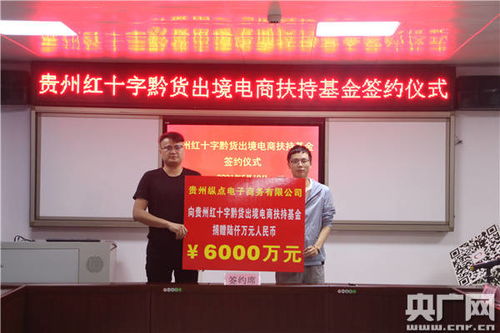 贵州红十字黔货出境电商扶持基金签约仪式
州红十字黔货出境电商扶持基金
签约仪式
贵州纵点电子商务有限公司
向贵州红十字黔货出境电商扶持基金
捐赠陆仟万元人民币
￥6000万元
签约席
央广网
www.cnr.cn